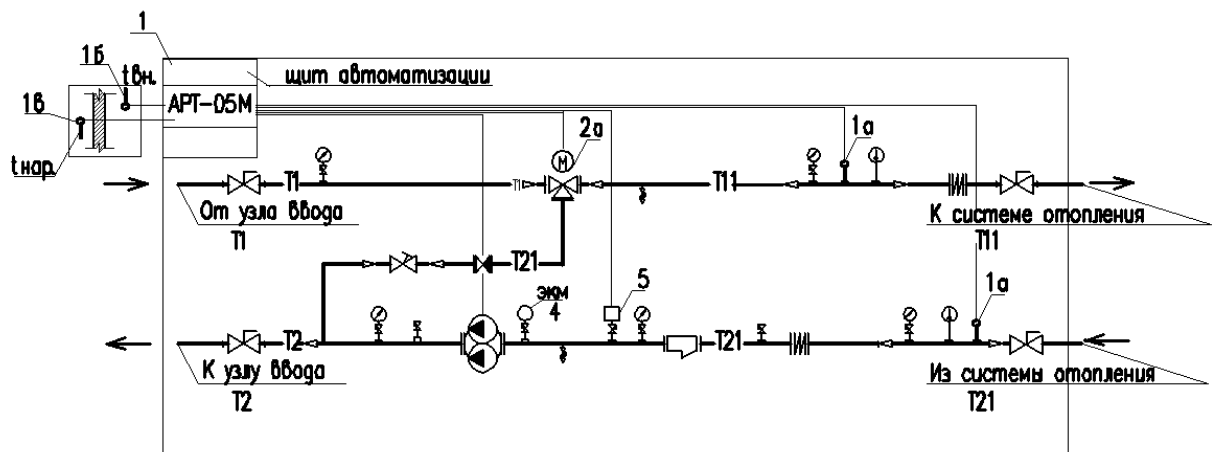 1
1б
tвн.
щит автоматизации
1в
АРТ-05М
tнар.
2а
1а
М
Т1
Т1
Т11
От узла ввода
Т1
К системе отопления
Т11
Т21
экм
4
5
1а
Т2
Т21
К узлу ввода
Т2
Из системы отопления
Т21